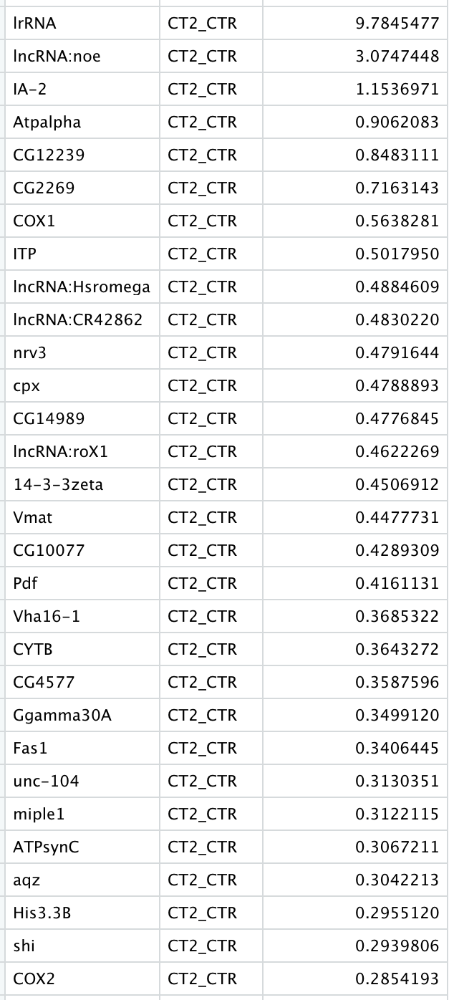 lrRNA CT2_CTR 9.7845477
lncRNA:noe CT2_CTR 3.0747448
IA-2 CT2_CTR 1.1536971
Atpalpha CT2_CTR 0.9062083
CG12239 CT2_CTR 0.8483111
CG2269 CT2_CTR 0.7163143
COX1 CT2_CTR 0.5638281
ITP CT2_CTR 0.5017950
lncRNA:Hsromega CT2_CTR 0.4884609
lncRNA:CR42862 CT2_CTR 0.4830220
nrv3 CT2_CTR 0.4791644
cpx CT2_CTR 0.4788893
CG14989 CT2_CTR 0.4776845
lncRNA:roX1 CT2_CTR 0.4622269
14-3-3zeta CT2_CTR 0.4506912
Vmat CT2_CTR 0.4477731
CG10077 CT2_CTR 0.4289309
Pdf CT2_CTR 0.4161131
Vha16-1 CT2_CTR 0.3685322
CYTB CT2_CTR 0.3643272
CG4577 CT2_CTR 0.3587596
Ggamma30A CT2_CTR 0.3499120
Fas1 CT2_CTR 0.3406445
unc-104 CT2_CTR 0.3130351
miple1 CT2_CTR 0.3122115
ATPsynC CT2_CTR 0.3067211
aqz CT2_CTR 0.3042213
His3.3B CT2_CTR 0.2955120
shi CT2_CTR 0.2939806
COX2 CT2_CTR 0.2854193